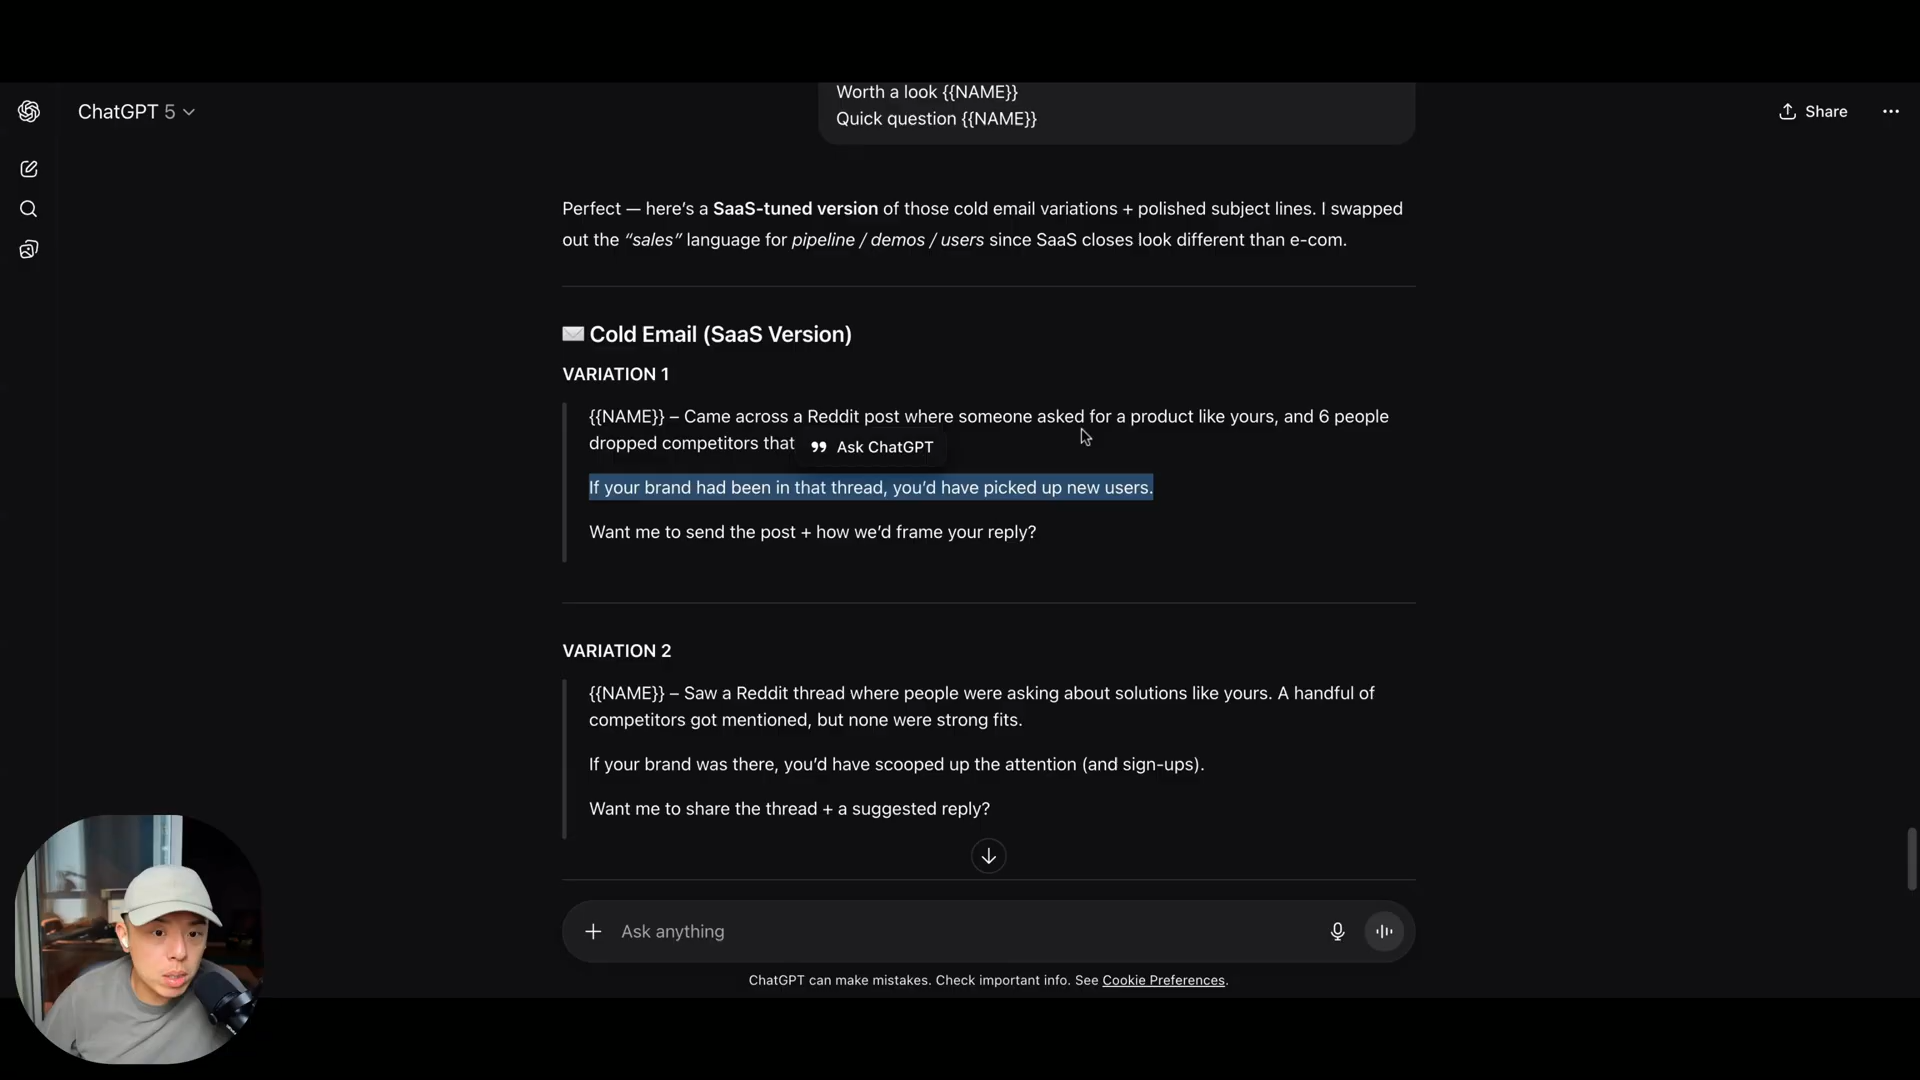 Worth a look {{NAME}}
ChatGPT 5
Share
Quick question {{NAME}}
Perfect — here’s a SaaS-tuned version of those cold email variations + polished subject lines. I swapped
out the “sales” language for pipeline / demos / users since SaaS closes look different than e-com.
✉️ Cold Email (SaaS Version)
VARIATION 1
{{NAME}} – Came across a Reddit post where someone asked for a product like yours, and 6 people
dropped competitors that
Ask ChatGPT
If your brand had been in that thread, you’d have picked up new users.
Want me to send the post + how we’d frame your reply?
VARIATION 2
{{NAME}} – Saw a Reddit thread where people were asking about solutions like yours. A handful of
competitors got mentioned, but none were strong fits.
If your brand was there, you’d have scooped up the attention (and sign-ups).
Want me to share the thread + a suggested reply?
Ask anything
ChatGPT can make mistakes. Check important info. See Cookie Preferences.